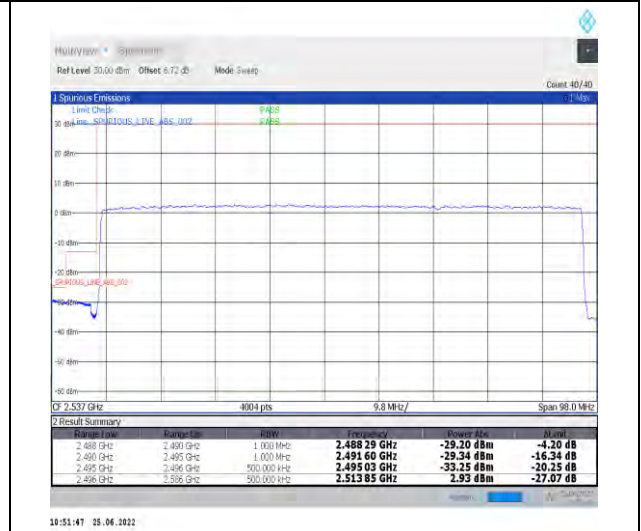 MultiView Spectrum
Ref Level 30.00 dBm Offset 6.72 dB Mode Sweep
Count 40/40
1 Spurious Emissions
Limit Check PASS
Line _SPURIOUS_LINE_ABS_002 PASS
30 dBm
20 dBm
10 dBm
0 dBm
-10 dBm
-20 dBm
_SPURIOUS_LINE_ABS_002
-30 dBm
-40 dBm
-50 dBm
-60 dBm
CF 2.537 GHz 4004 pts 9.8 MHz/ Span 98.0 MHz
2 Result Summary
Range Low Range Up RBW Frequency Power Abs ΔLimit
2.488 GHz 2.490 GHz 1.000 MHz 2.488 29 GHz -29.20 dBm -4.20 dB
2.490 GHz 2.495 GHz 1.000 MHz 2.491 60 GHz -29.34 dBm -16.34 dB
2.495 GHz 2.496 GHz 500.000 kHz 2.495 03 GHz -33.25 dBm -20.25 dB
2.496 GHz 2.586 GHz 500.000 kHz 2.513 85 GHz 2.93 dBm -27.07 dB
10:51:47 25.06.2022